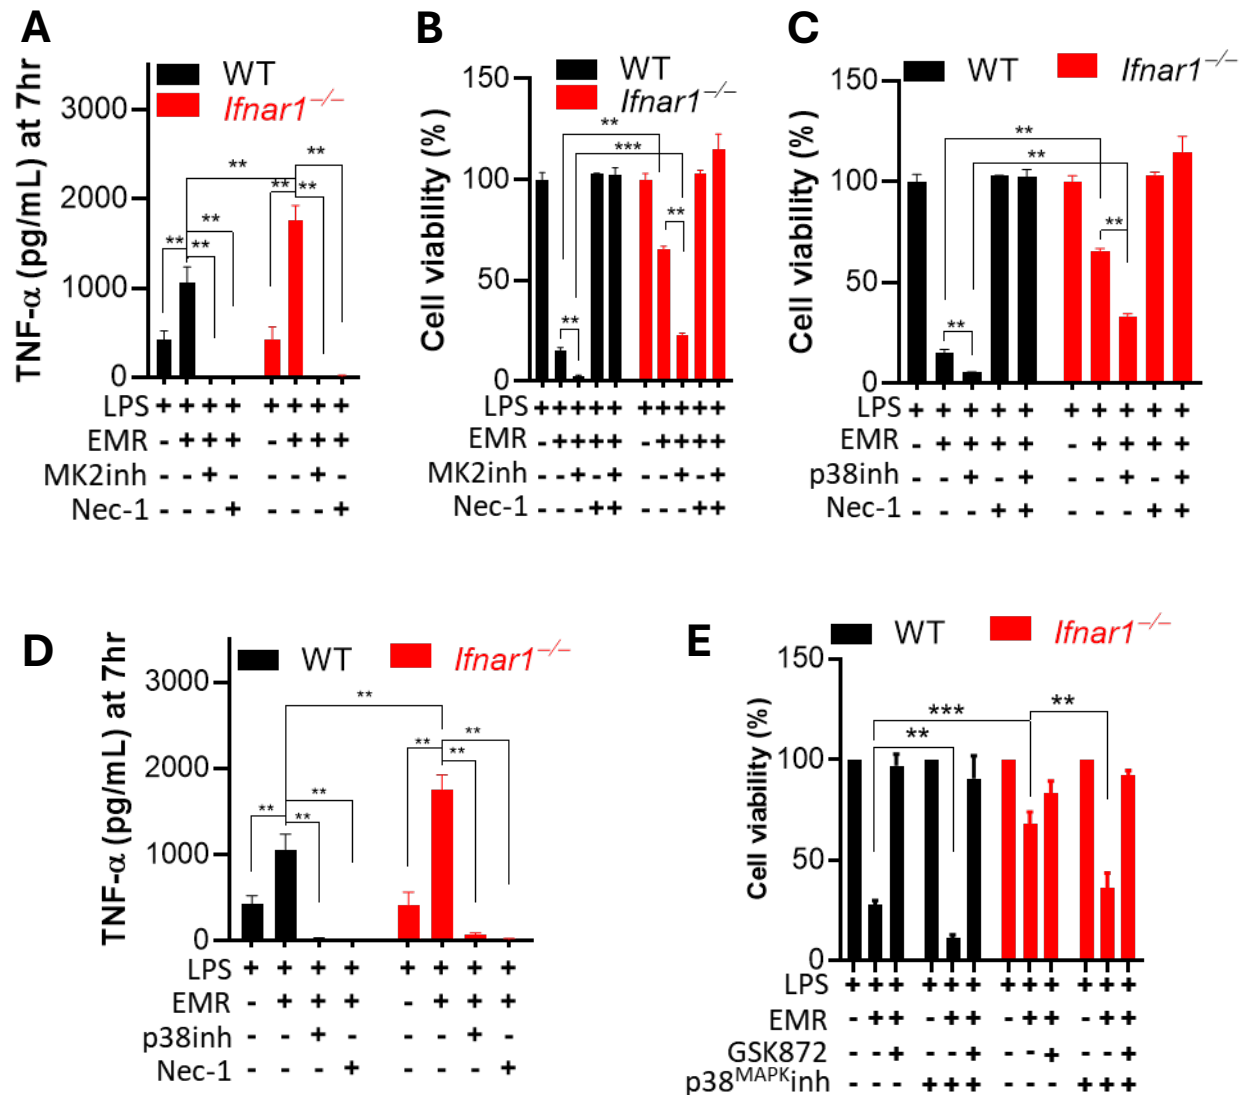 A
WT
Ifnar1−/−
TNF-α (pg/mL) at 7hr
3000
2000
1000
0
** ** ** ** ** ** **
LPS + + + + + + + +
EMR - + + + - + + +
MK2inh - - + - - - + -
Nec-1 - - - + - - - +
B
WT
Ifnar1−/−
Cell viability (%)
150
100
50
0
**
***
**
**
LPS + + + + + + + + + +
EMR - + + + + - + + + +
MK2inh - - + - + - - + - +
Nec-1 - - - + + - - - + +
C
WT
Ifnar1−/−
Cell viability (%)
150
100
50
0
**
**
**
**
LPS + + + + + + + + + +
EMR - + + + + - + + + +
p38inh - - + - + - - + - +
Nec-1 - - - + + - - - + +
D
WT
Ifnar1−/−
TNF-α (pg/mL) at 7hr
3000
2000
1000
0
** ** ** ** ** ** **
LPS + + + + + + + +
EMR - + + + - + + +
p38inh - - + - - - + -
Nec-1 - - - + - - - +
E
WT
Ifnar1−/−
Cell viability (%)
150
100
50
0
***
**
**
LPS + + + + + + + + + + + +
EMR - + + - + + - + + - + +
GSK872 - - + - - + - - + - - +
p38MAPKinh - - - + + + - - - + + +